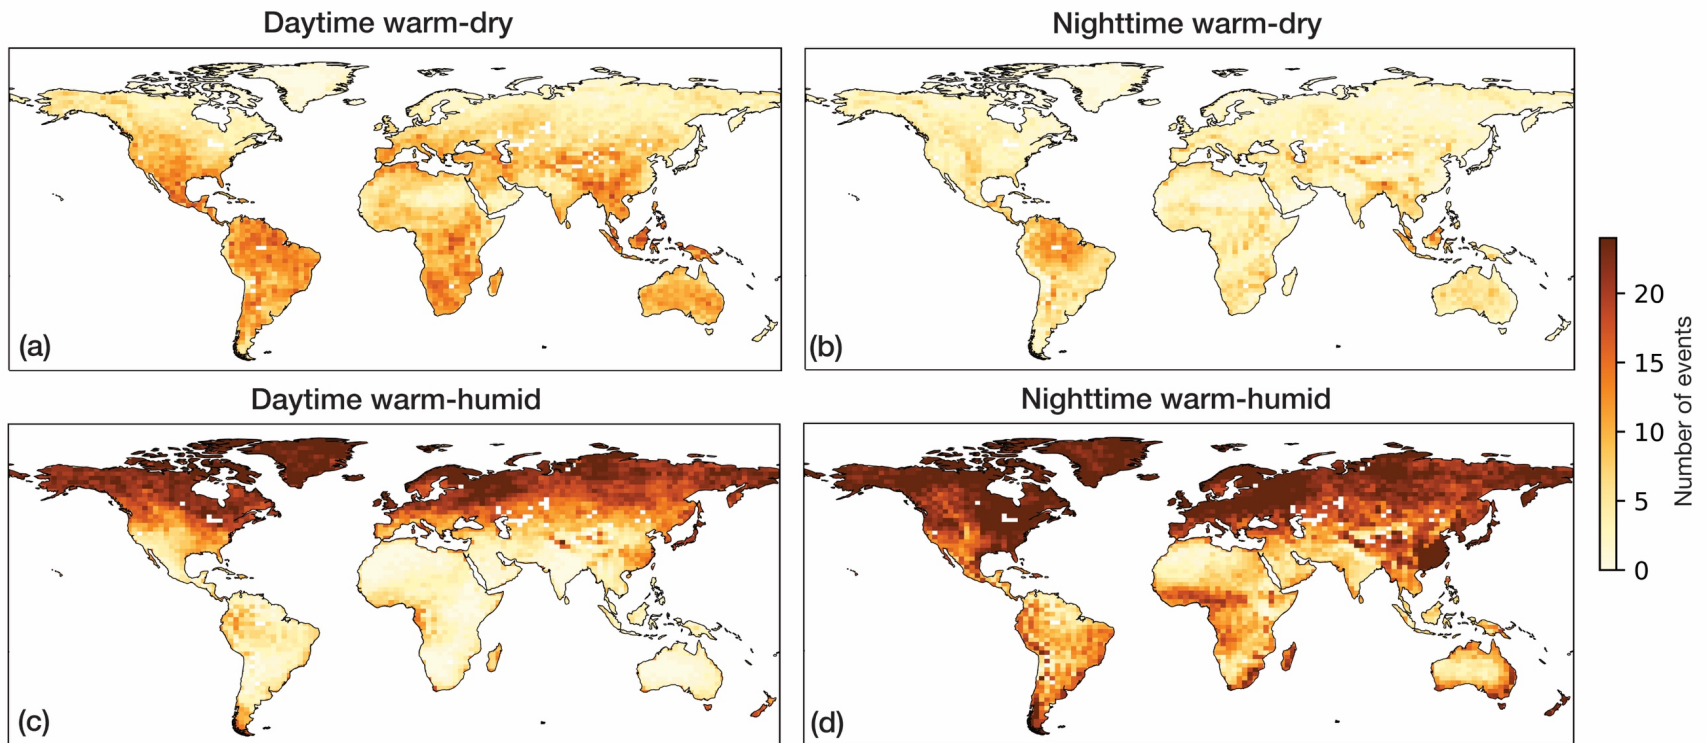 Daytime warm-dry
Nighttime warm-dry
(a)
(b)
Daytime warm-humid
Nighttime warm-humid
(c)
(d)
20
15
10
5
0
Number of events